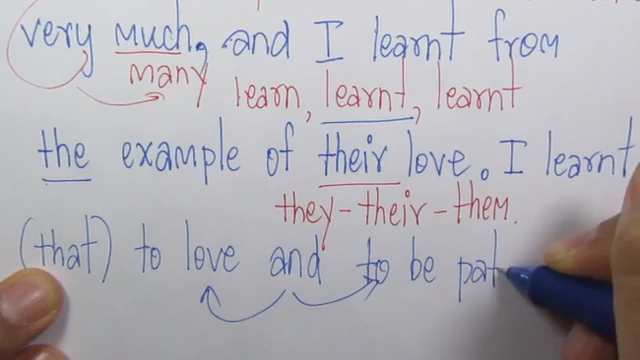 very much, and I learnt from
many learn, learnt, learnt
the example of their love. I learnt
they-their-them.
(that) to love and to be pat